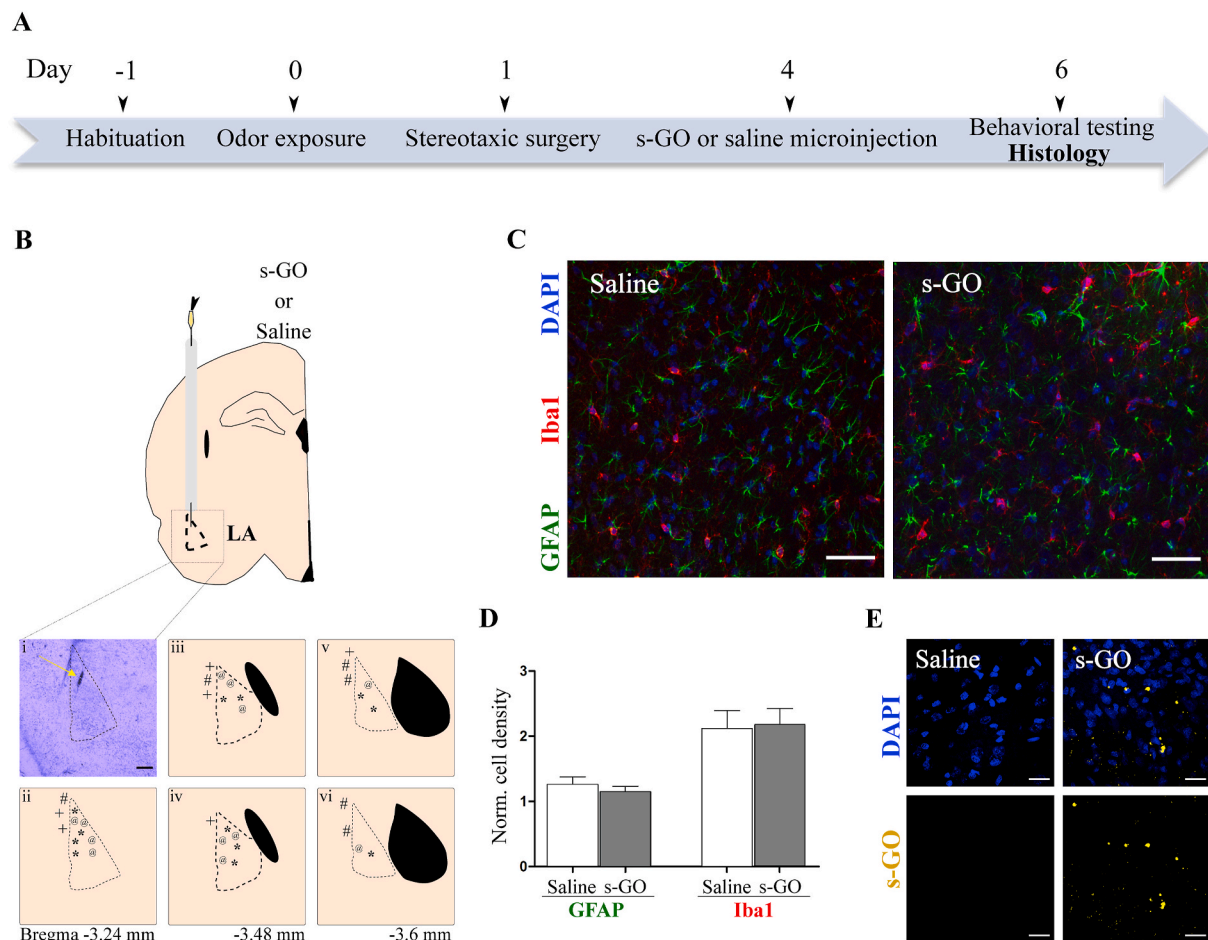 A
Day -1 0 1 4 6
Habituation Odor exposure Stereotaxic surgery s-GO or saline microinjection Behavioral testing
Histology
B
s-GO
or
Saline
LA
i iii v
+ + #
@ # @ # @
# * *
+ @ * *
ii iv vi
# + #
+ * @ * @ #
+ @ * @ * @ *
* @ @ *
* @
Bregma -3.24 mm -3.48 mm -3.6 mm
C
DAPI
Iba1
GFAP
Saline
s-GO
D
Norm. cell density
3
2
1
0
Saline s-GO Saline s-GO
GFAP Iba1
E
DAPI
s-GO
Saline
s-GO